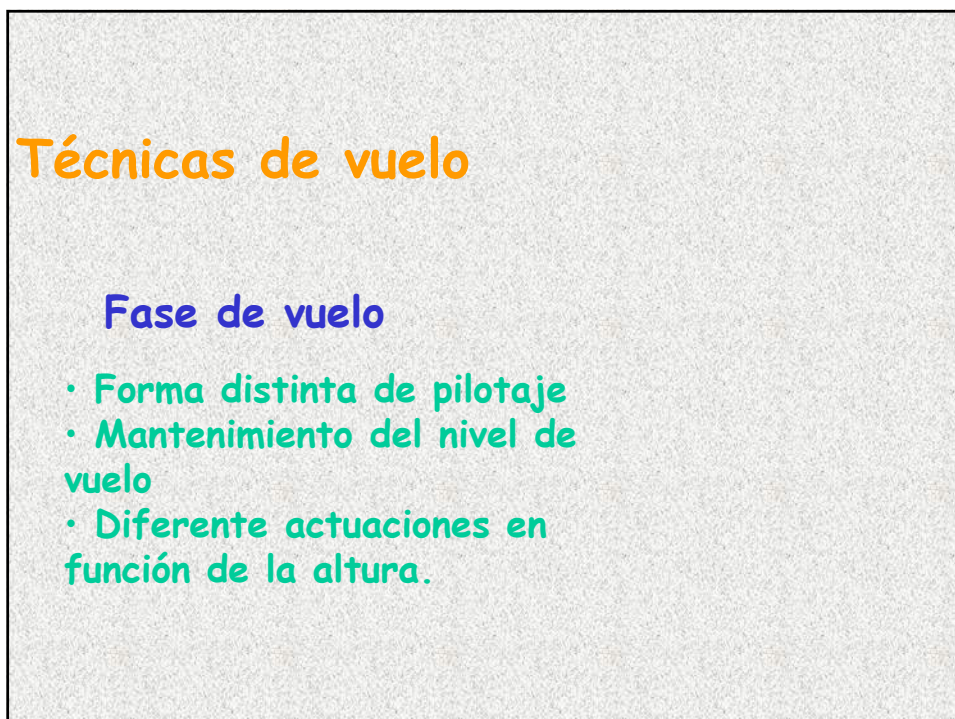 Técnicas de vuelo
Fase de vuelo
• Forma distinta de pilotaje
• Mantenimiento del nivel de
vuelo
• Diferente actuaciones en
función de la altura.